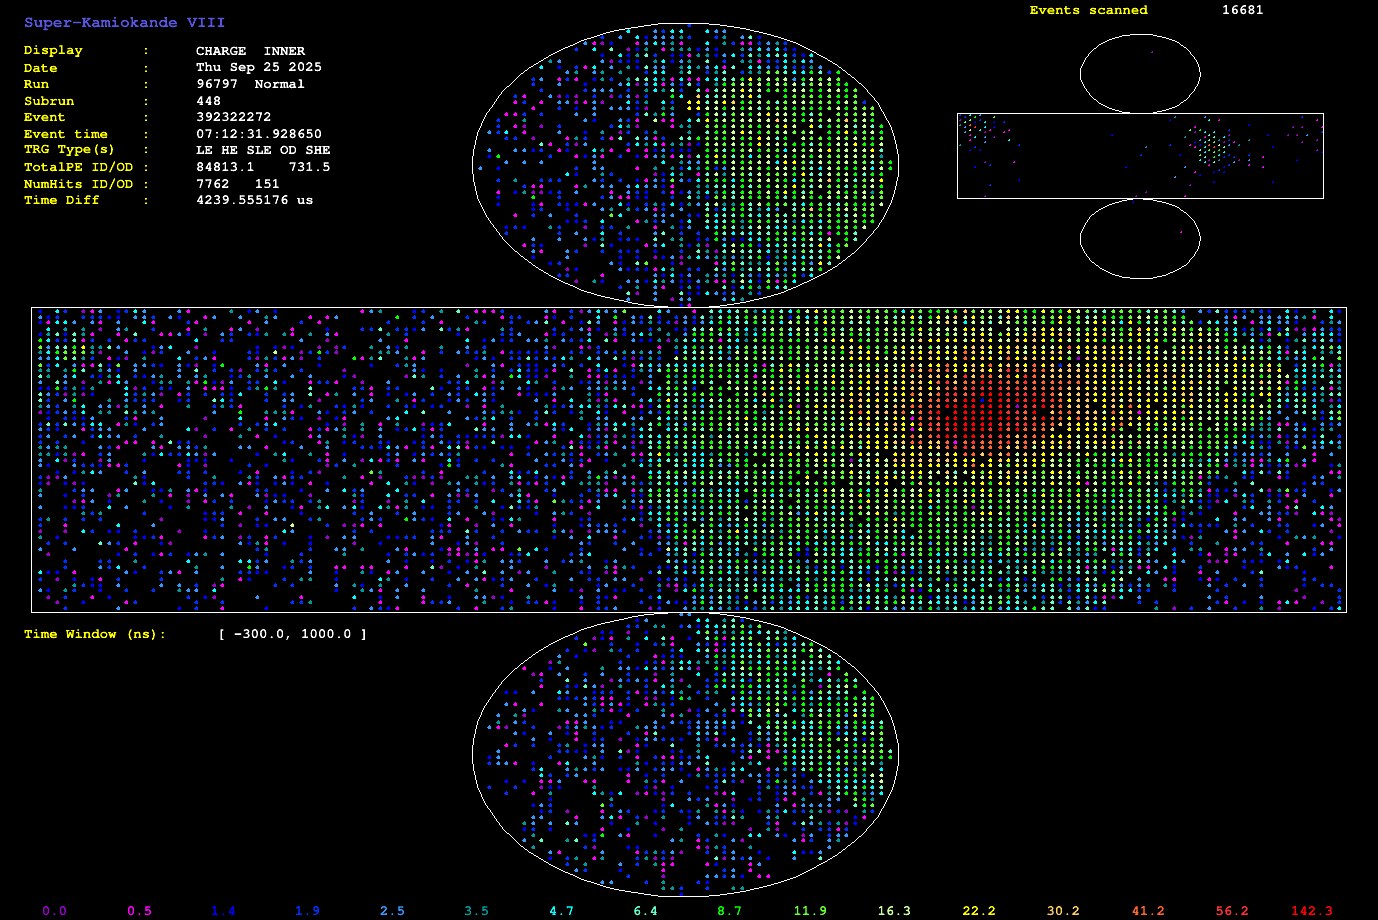 Super-Kamiokande VIII
Display : CHARGE INNER
Date : Thu Sep 25 2025
Run : 96797 Normal
Subrun : 448
Event : 392322272
Event time : 07:12:31.928650
TRG Type(s) : LE HE SLE OD SHE
TotalPE ID/OD : 84813.1 731.5
NumHits ID/OD : 7762 151
Time Diff : 4239.555176 us
Events scanned 16681
Time Window (ns): [ -300.0, 1000.0 ]
0.0 0.5 1.4 1.9 2.5 3.5 4.7 6.4 8.7 11.9 16.3 22.2 30.2 41.2 56.2 142.3